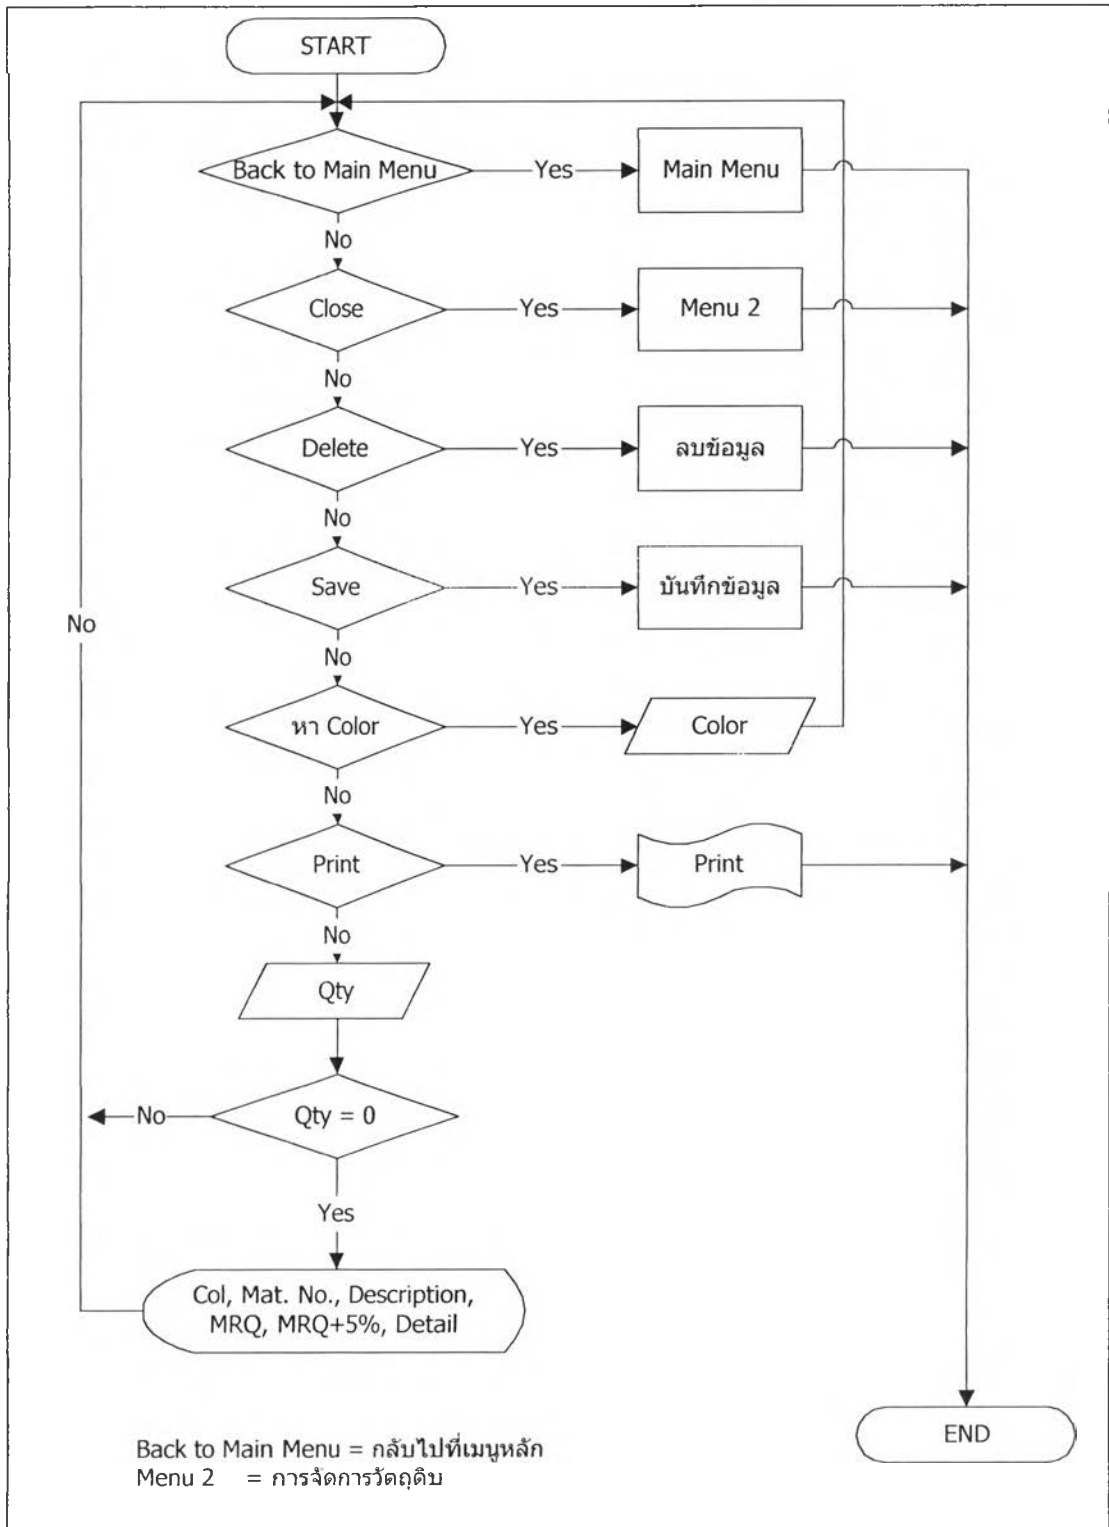 START
Back to Main Menu
Yes
Main Menu
No
Close
Yes
Menu 2
No
Delete
Yes
ลบข้อมูล
No
Save
Yes
บันทึกข้อมูล
No
No
หา Color
Yes
Color
No
Print
Yes
Print
No
Qty
Qty = 0
No
Yes
Col, Mat. No., Description,
MRQ, MRQ+5%, Detail
END
Back to Main Menu = กลับไปที่เมนูหลัก
Menu 2 = การจัดการวัตถุดิบ